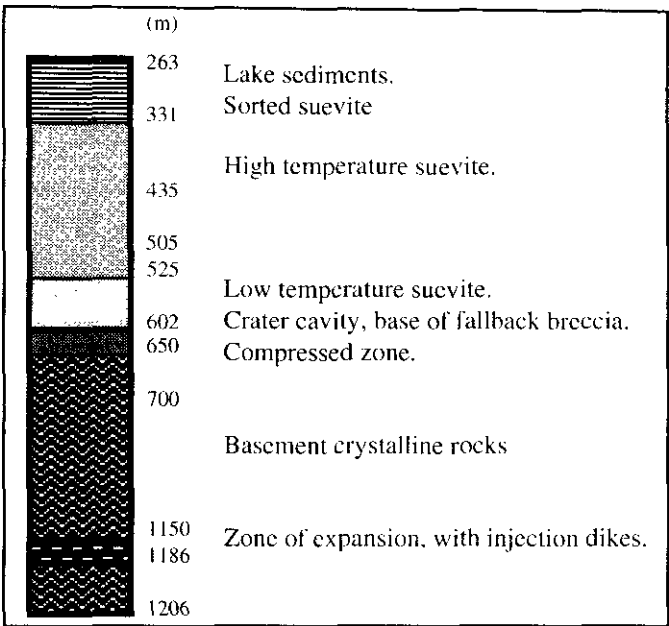 (m)
263
Lake sediments.
331 Sorted suevite
High temperature suevite.
435
505
525
Low temperature suevite.
602 Crater cavity, base of fallback breccia.
650 Compressed zone.
700
Basement crystalline rocks
1150
Zone of expansion, with injection dikes.
1186
1206